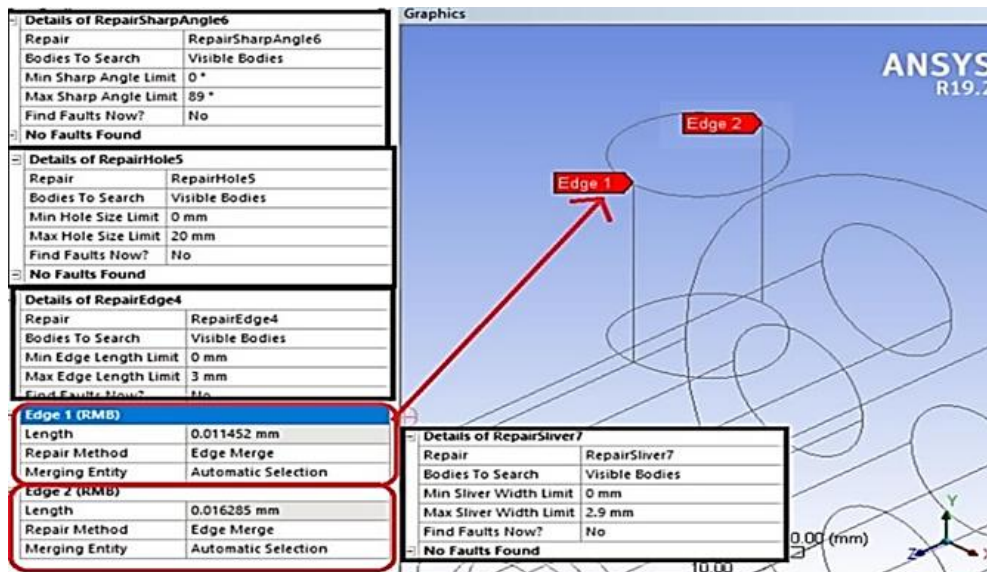 Details of RepairSharpAngle6
Repair RepairSharpAngle6
Bodies To Search Visible Bodies
Min Sharp Angle Limit 0 °
Max Sharp Angle Limit 89 °
Find Faults Now? No
No Faults Found
Details of RepairHole5
Repair RepairHole5
Bodies To Search Visible Bodies
Min Hole Size Limit 0 mm
Max Hole Size Limit 20 mm
Find Faults Now? No
No Faults Found
Details of RepairEdge4
Repair RepairEdge4
Bodies To Search Visible Bodies
Min Edge Length Limit 0 mm
Max Edge Length Limit 3 mm
Find Faults Now? No
Edge 1 (RMB)
Length 0.011452 mm
Repair Method Edge Merge
Merging Entity Automatic Selection
Edge 2 (RMB)
Length 0.016285 mm
Repair Method Edge Merge
Merging Entity Automatic Selection
Graphics
ANSYS
R19.2
Edge 2
Edge 1
Details of RepairSliver7
Repair RepairSliver7
Bodies To Search Visible Bodies
Min Sliver Width Limit 0 mm
Max Sliver Width Limit 2.9 mm
Find Faults Now? No
No Faults Found
0.00 (mm)
10.00
Y
Z
X